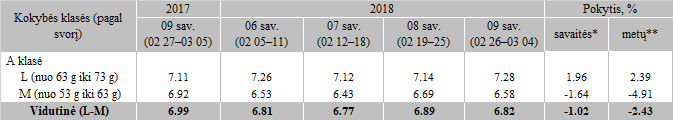 Kokybės klasės (pagal svorį) 2017 2018 Pokytis, %
09 sav. (02 27–03 05) 06 sav. (02 05–11) 07 sav. (02 12–18) 08 sav. (02 19–25) 09 sav. (02 26–03 04) savaitės* metų**
A klasė
L (nuo 63 g iki 73 g) 7.11 7.26 7.12 7.14 7.28 1.96 2.39
M (nuo 53 g iki 63 g) 6.92 6.53 6.43 6.69 6.58 -1.64 -4.91
Vidutinė (L-M) 6.99 6.81 6.77 6.89 6.82 -1.02 -2.43